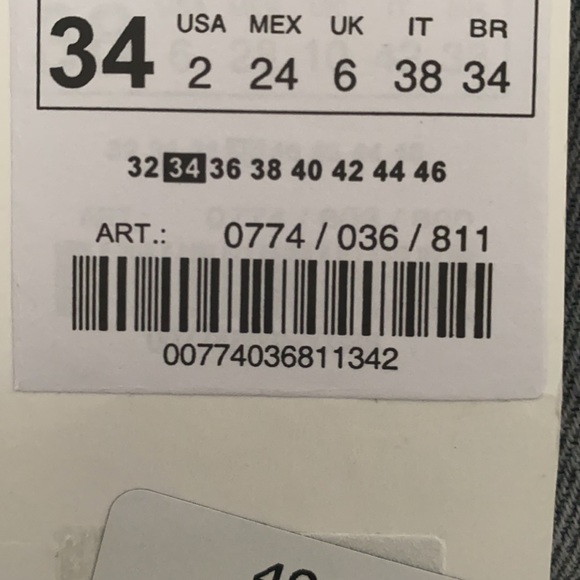 34 USA MEX UK IT BR
2 24 6 38 34
32 34 36 38 40 42 44 46
ART.: 0774 / 036 / 811
00774036811342